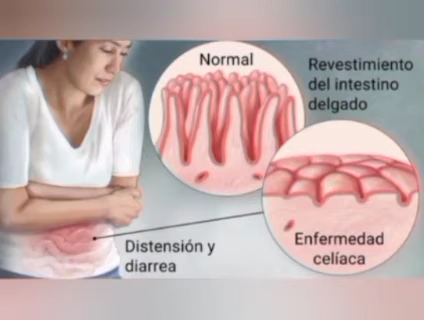 Normal
Revestimiento
del intestino
delgado
Distensión y
diarrea
Enfermedad
celíaca